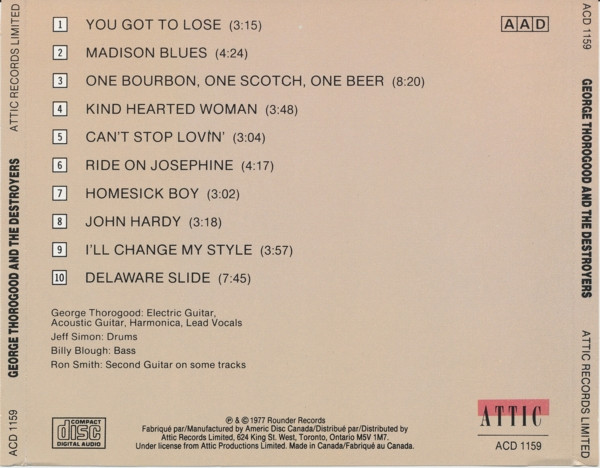 1 YOU GOT TO LOSE (3:15)
2 MADISON BLUES (4:24)
3 ONE BOURBON, ONE SCOTCH, ONE BEER (8:20)
4 KIND HEARTED WOMAN (3:48)
5 CAN'T STOP LOVIN' (3:04)
6 RIDE ON JOSEPHINE (4:17)
7 HOMESICK BOY (3:02)
8 JOHN HARDY (3:18)
9 I'LL CHANGE MY STYLE (3:57)
10 DELAWARE SLIDE (7:45)
AAD
George Thorogood: Electric Guitar,
Acoustic Guitar, Harmonica, Lead Vocals
Jeff Simon: Drums
Billy Blough: Bass
Ron Smith: Second Guitar on some tracks
COMPACT
disc
DIGITAL AUDIO
℗ & © 1977 Rounder Records
Fabriqué par/Manufactured by Americ Disc Canada/Distribué par/Distributed by
Attic Records Limited, 624 King St. West, Toronto, Ontario M5V 1M7.
Under license from Attic Productions Limited. Made in Canada/Fabriqué au Canada.
ATTIC
ACD 1159
ACD 1159 GEORGE THOROGOOD AND THE DESTROYERS ATTIC RECORDS LIMITED
ACD 1159 GEORGE THOROGOOD AND THE DESTROYERS ATTIC RECORDS LIMITED